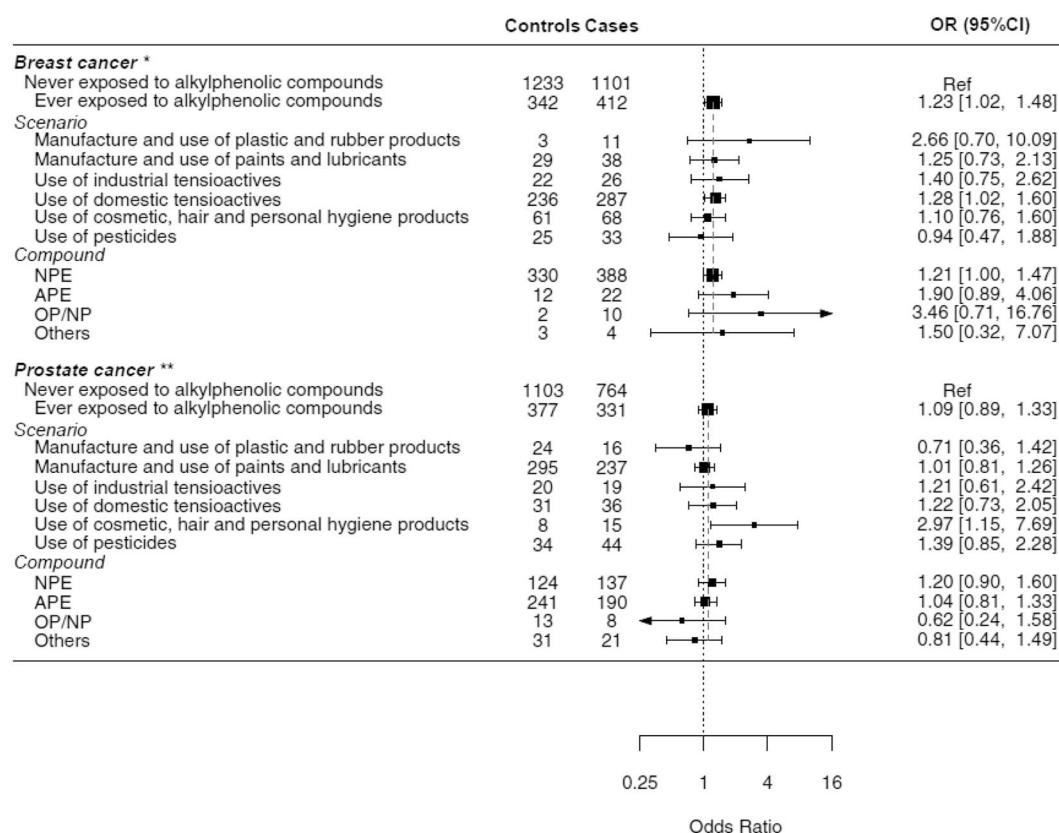 Controls Cases OR (95%CI)
Breast cancer *
Never exposed to alkylphenolic compounds 1233 1101 Ref
Ever exposed to alkylphenolic compounds 342 412 1.23 [1.02, 1.48]
Scenario
Manufacture and use of plastic and rubber products 3 11 2.66 [0.70, 10.09]
Manufacture and use of paints and lubricants 29 38 1.25 [0.73, 2.13]
Use of industrial tensioactives 22 26 1.40 [0.75, 2.62]
Use of domestic tensioactives 236 287 1.28 [1.02, 1.60]
Use of cosmetic, hair and personal hygiene products 61 68 1.10 [0.76, 1.60]
Use of pesticides 25 33 0.94 [0.47, 1.88]
Compound
NPE 330 388 1.21 [1.00, 1.47]
APE 12 22 1.90 [0.89, 4.06]
OP/NP 2 10 3.46 [0.71, 16.76]
Others 3 4 1.50 [0.32, 7.07]
Prostate cancer **
Never exposed to alkylphenolic compounds 1103 764 Ref
Ever exposed to alkylphenolic compounds 377 331 1.09 [0.89, 1.33]
Scenario
Manufacture and use of plastic and rubber products 24 16 0.71 [0.36, 1.42]
Manufacture and use of paints and lubricants 295 237 1.01 [0.81, 1.26]
Use of industrial tensioactives 20 19 1.21 [0.61, 2.42]
Use of domestic tensioactives 31 36 1.22 [0.73, 2.05]
Use of cosmetic, hair and personal hygiene products 8 15 2.97 [1.15, 7.69]
Use of pesticides 34 44 1.39 [0.85, 2.28]
Compound
NPE 124 137 1.20 [0.90, 1.60]
APE 241 190 1.04 [0.81, 1.33]
OP/NP 13 8 0.62 [0.24, 1.58]
Others 31 21 0.81 [0.44, 1.49]
0.25 1 4 16
Odds Ratio